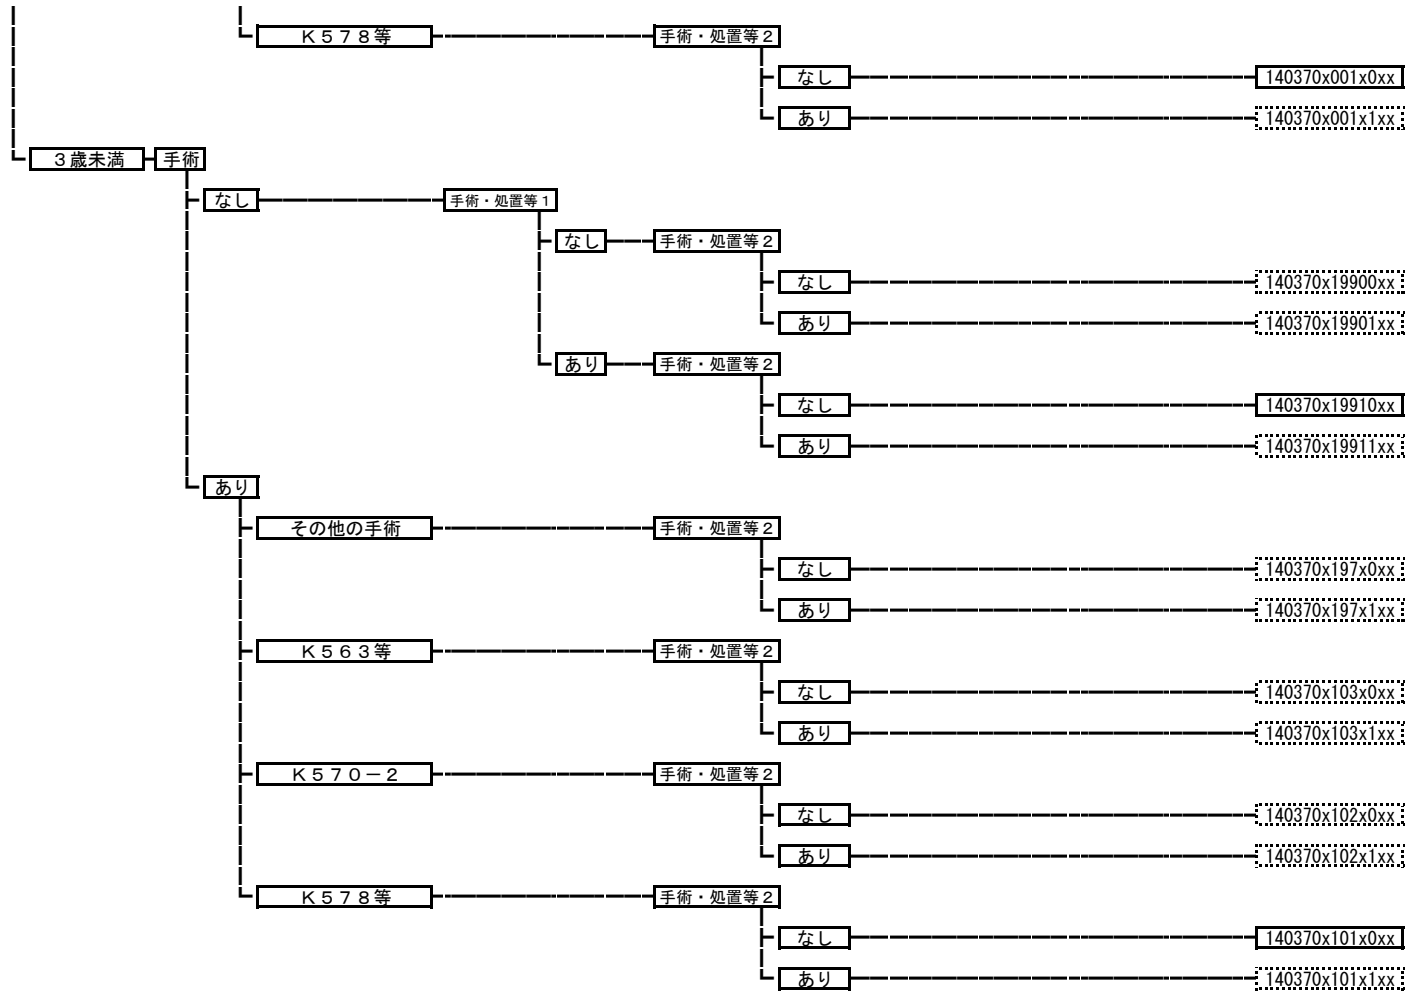 Ｋ５７８等 手術・処置等２
なし 140370x001x0xx
あり 140370x001x1xx
３歳未満 手術
なし 手術・処置等１
なし 手術・処置等２
なし 140370x19900xx
あり 140370x19901xx
あり 手術・処置等２
なし 140370x19910xx
あり 140370x19911xx
あり
その他の手術 手術・処置等２
なし 140370x197x0xx
あり 140370x197x1xx
Ｋ５６３等 手術・処置等２
なし 140370x103x0xx
あり 140370x103x1xx
Ｋ５７０－２ 手術・処置等２
なし 140370x102x0xx
あり 140370x102x1xx
Ｋ５７８等 手術・処置等２
なし 140370x101x0xx
あり 140370x101x1xx